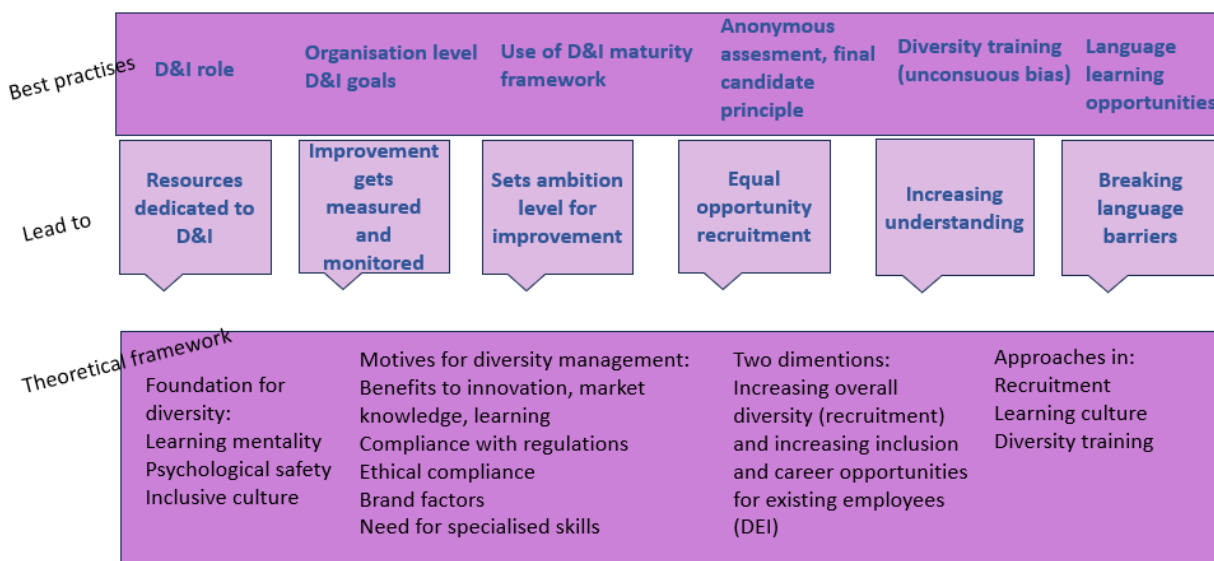 Best practises
D&I role
Organisation level
D&I goals
Use of D&I maturity
framework
Anonymous
assesment, final
candidate
principle
Diversity training
(unconsuous bias)
Language
learning
opportunities
Lead to
Resources
dedicated to
D&I
Improvement
gets
measured
and
monitored
Sets ambition
level for
improvement
Equal
opportunity
recruitment
Increasing
understanding
Breaking
language
barriers
Theoretical framework
Foundation for
diversity:
Learning mentality
Psychological safety
Inclusive culture
Motives for diversity management:
Benefits to innovation, market
knowledge, learning
Compliance with regulations
Ethical compliance
Brand factors
Need for specialised skills
Two dimentions:
Increasing overall
diversity (recruitment)
and increasing inclusion
and career opportunities
for existing employees
(DEI)
Approaches in:
Recruitment
Learning culture
Diversity training